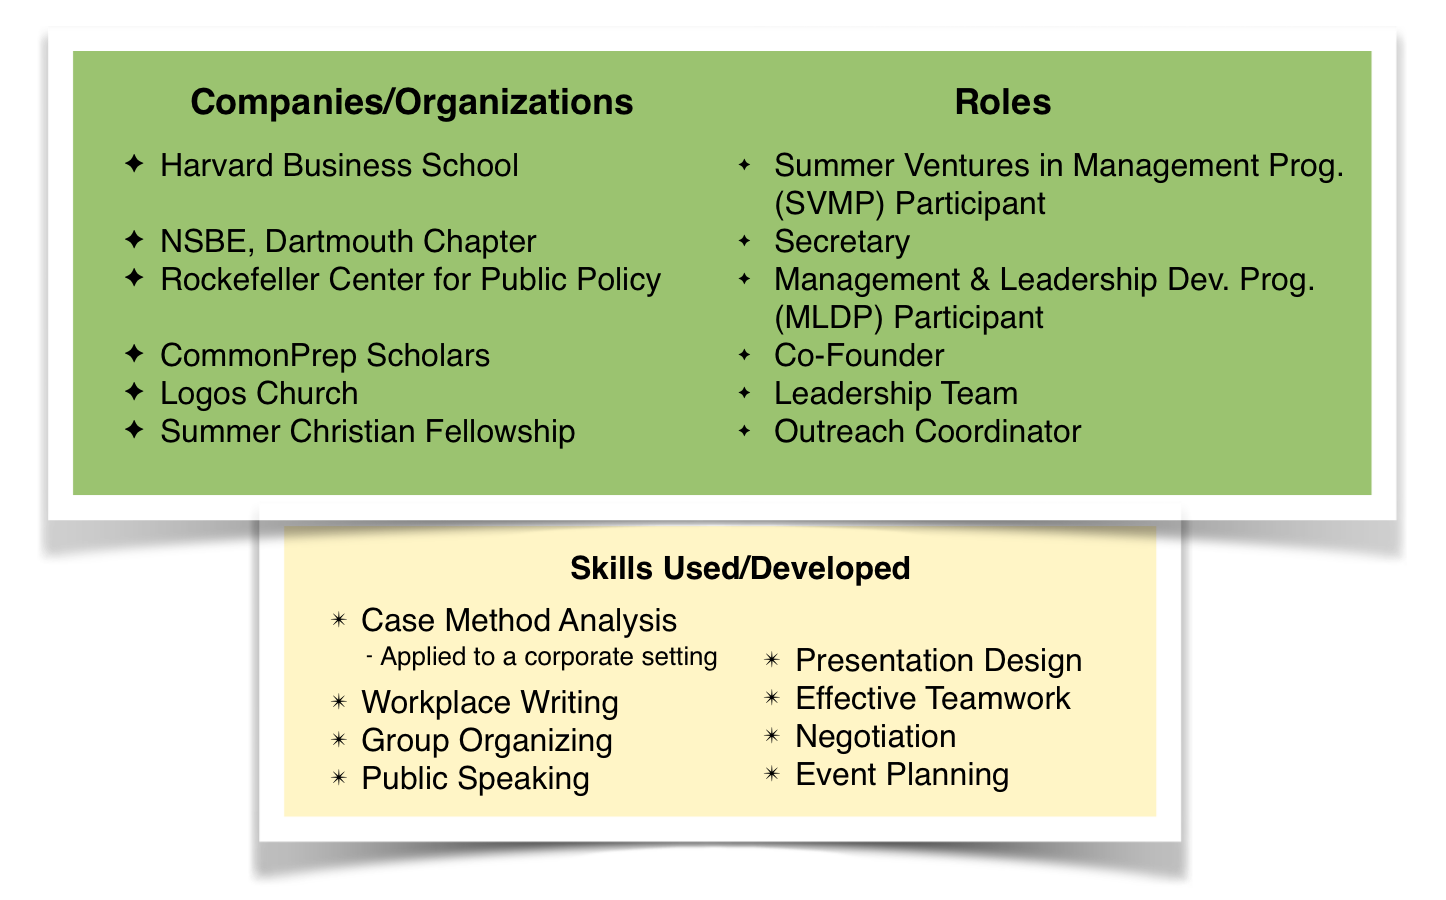 Companies/Organizations
✦ Harvard Business School
✦ NSBE, Dartmouth Chapter
✦ Rockefeller Center for Public Policy
✦ CommonPrep Scholars
✦ Logos Church
✦ Summer Christian Fellowship
Roles
✦ Summer Ventures in Management Prog.
(SVMP) Participant
✦ Secretary
✦ Management & Leadership Dev. Prog.
(MLDP) Participant
✦ Co-Founder
✦ Leadership Team
✦ Outreach Coordinator
Skills Used/Developed
✴ Case Method Analysis
- Applied to a corporate setting
✴ Workplace Writing
✴ Group Organizing
✴ Public Speaking
✴ Presentation Design
✴ Effective Teamwork
✴ Negotiation
✴ Event Planning